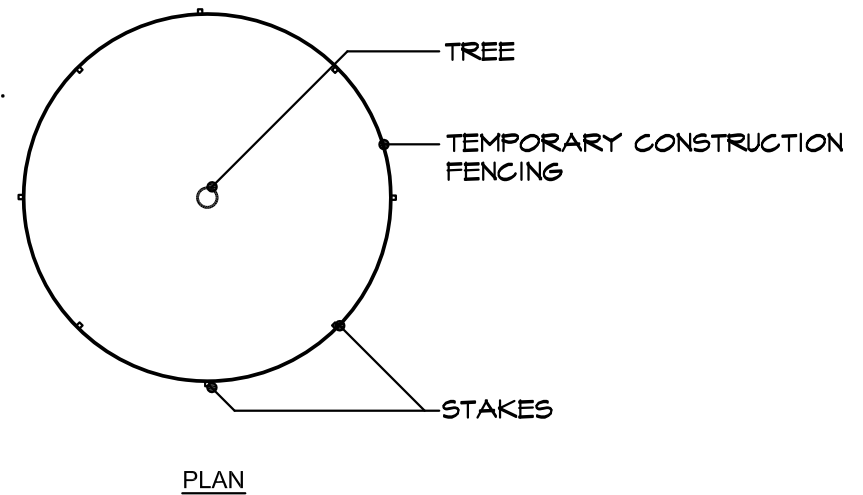 TREE
TEMPORARY CONSTRUCTION
FENCING
STAKES
PLAN